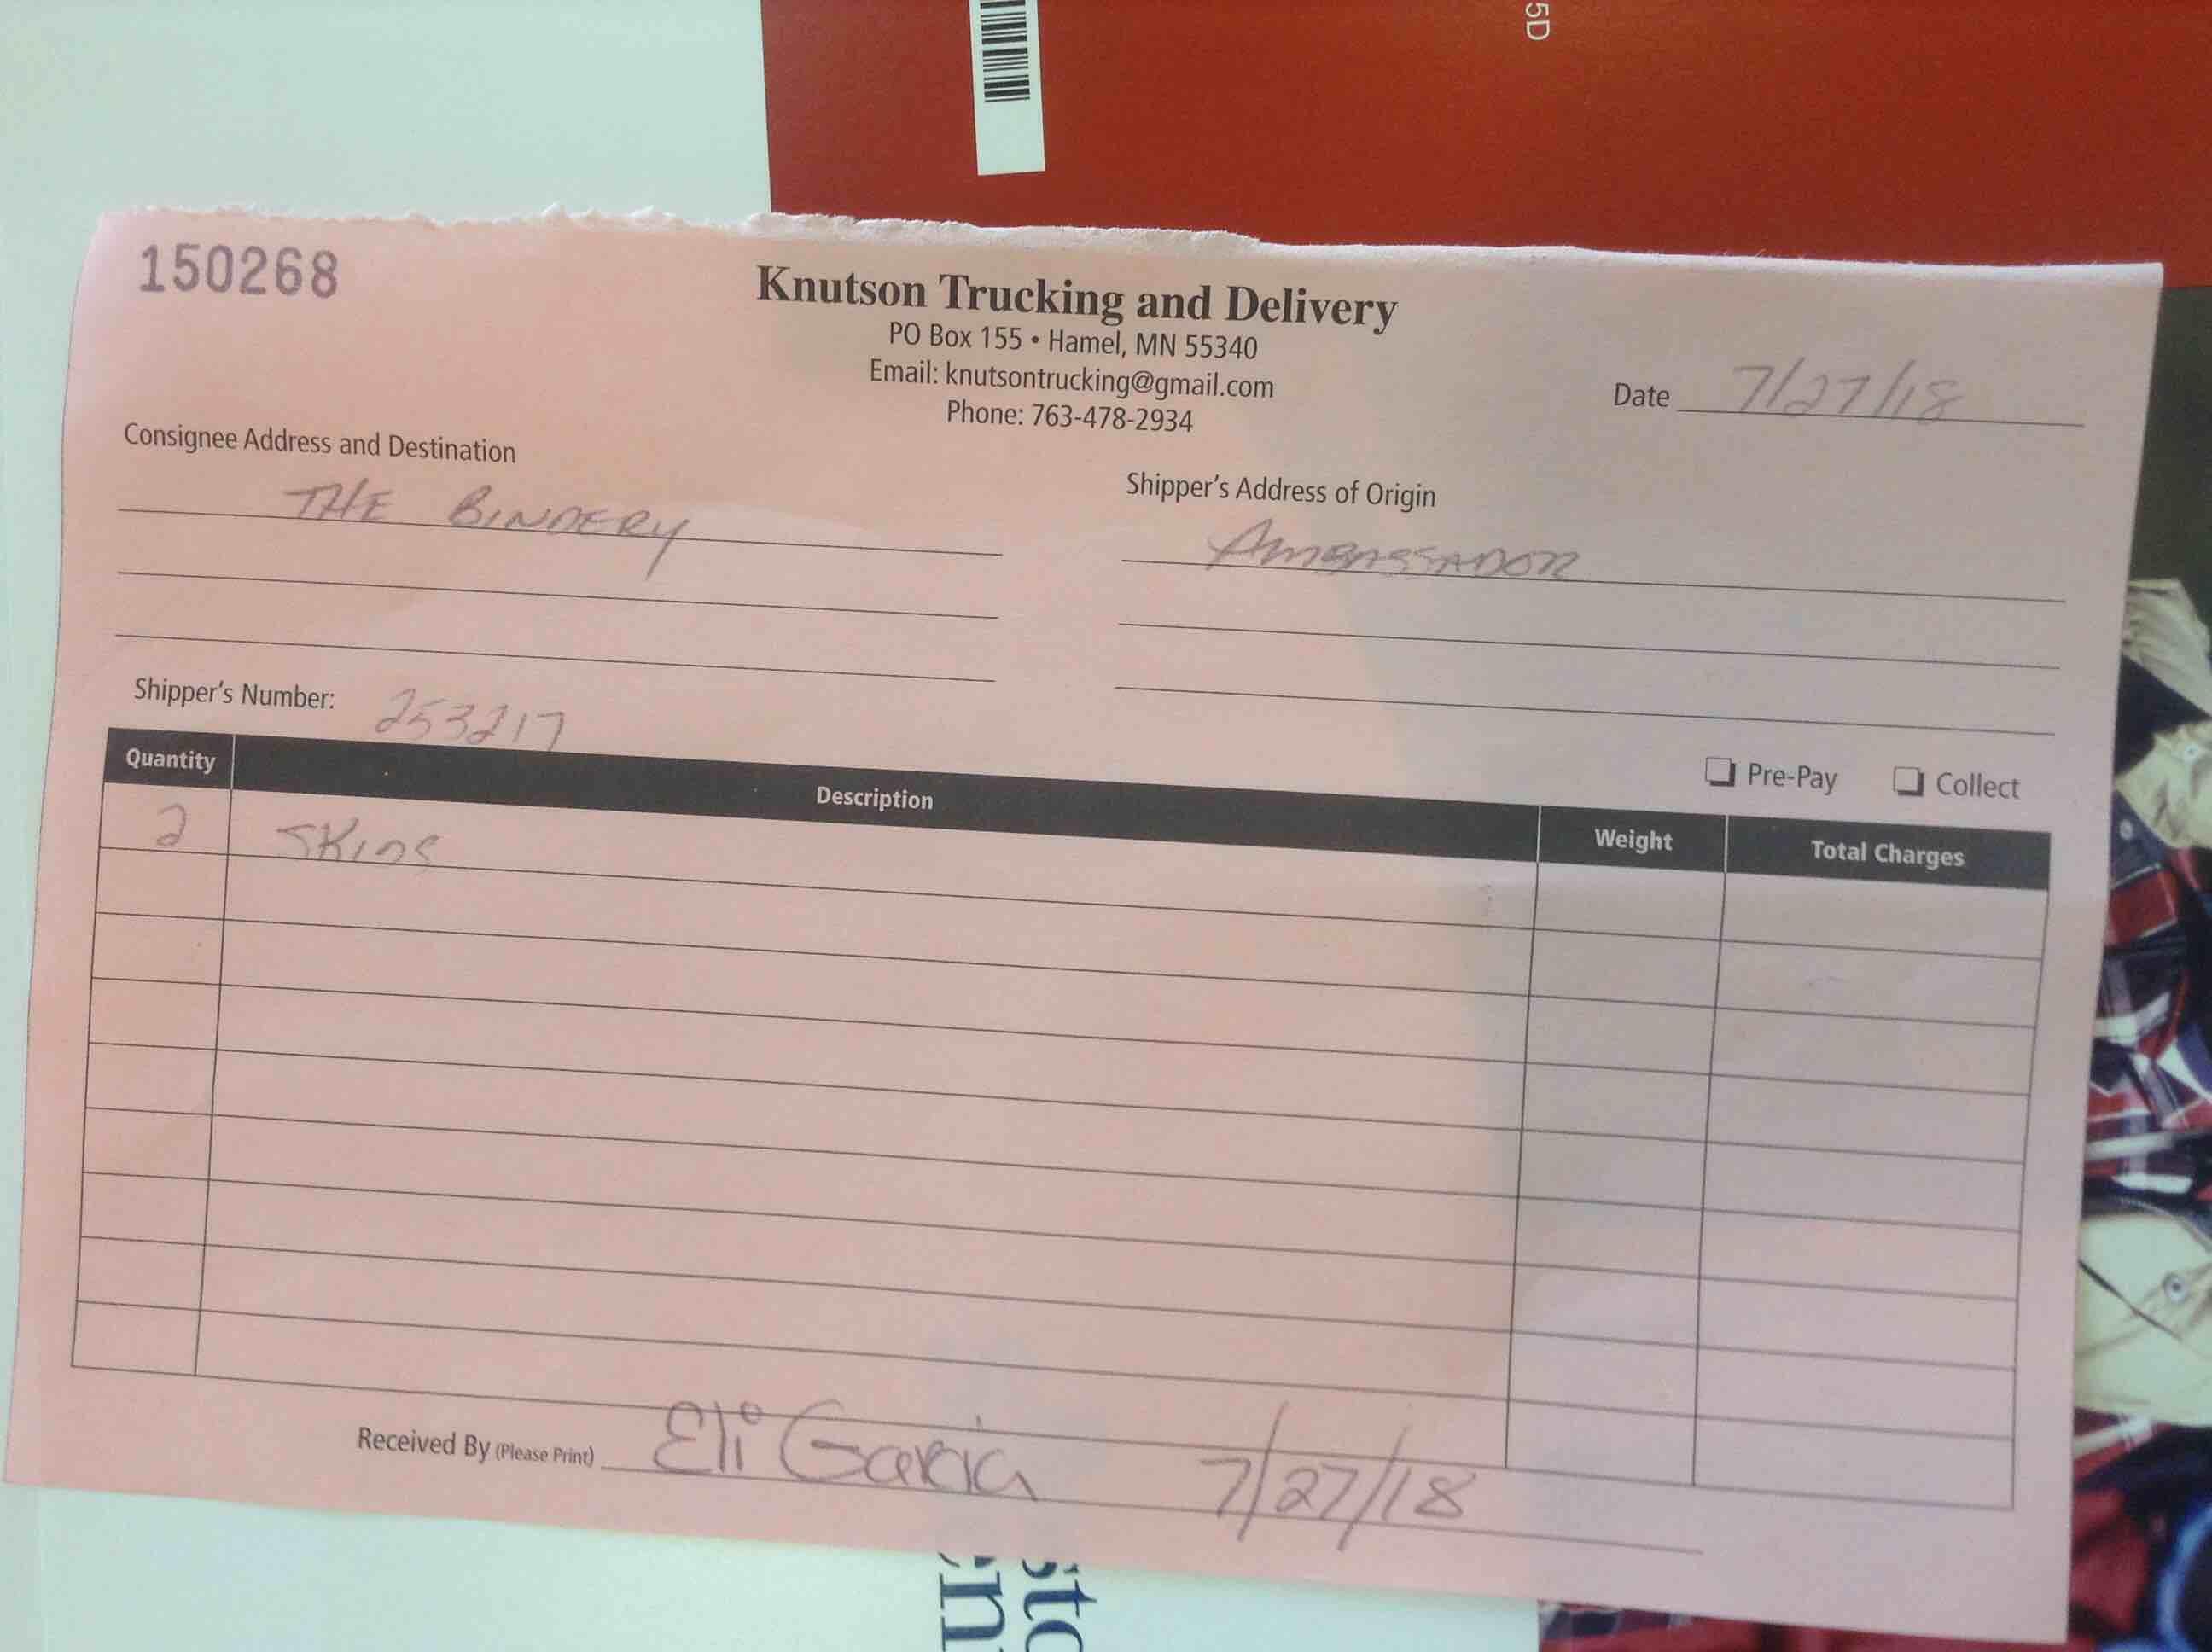 5D
150268
Knutson Trucking and Delivery
PO Box 155 • Hamel, MN 55340
Email: knutsontrucking@gmail.com
Phone: 763-478-2934
Date 7/27/18
Consignee Address and Destination
THE BINDERY
Shipper's Address of Origin
AMBASSADOR
Shipper's Number: 253217
Pre-Pay Collect
Quantity Description Weight Total Charges
2 SKIDS
Received By (Please Print) Eli Garcia 7/27/18